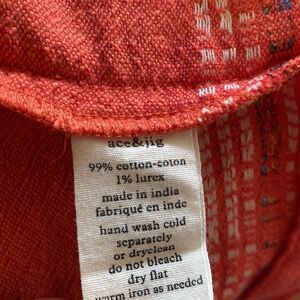 ace&jig
99% cotton-coton
1% lurex
made in india
fabriqué en inde
hand wash cold
separately
or dryclean
do not bleach
dry flat
warm iron as needed